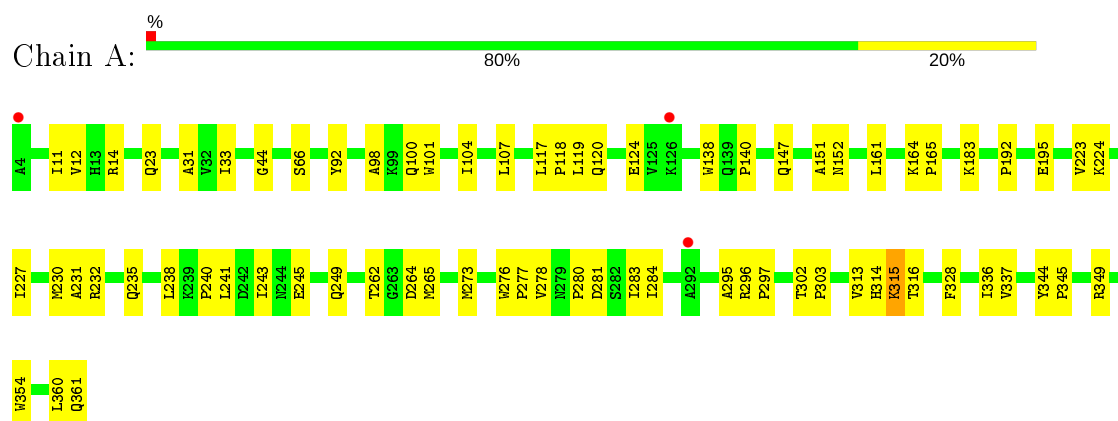 %
Chain A:
80% 20%
A4 I11 V12 H13 R14 Q23 A31 V32 I33 G44 S66 Y92 A98 K99 Q100 W101 I104 L107 L117 P118 L119 Q120 E124 V125 K126 W138 Q139 P140 Q147 A151 N152 L161 K164 P165 K183 P192 E195 V223 K224
I227 M230 A231 R232 Q235 L238 K239 P240 L241 D242 I243 N244 E245 Q249 T262 G263 D264 M265 M273 W276 P277 V278 N279 P280 D281 S282 I283 I284 A292 A295 R296 P297 T302 P303 V313 H314 K315 T316 F328 I336 V337 Y344 P345 R349
W354 L360 Q361